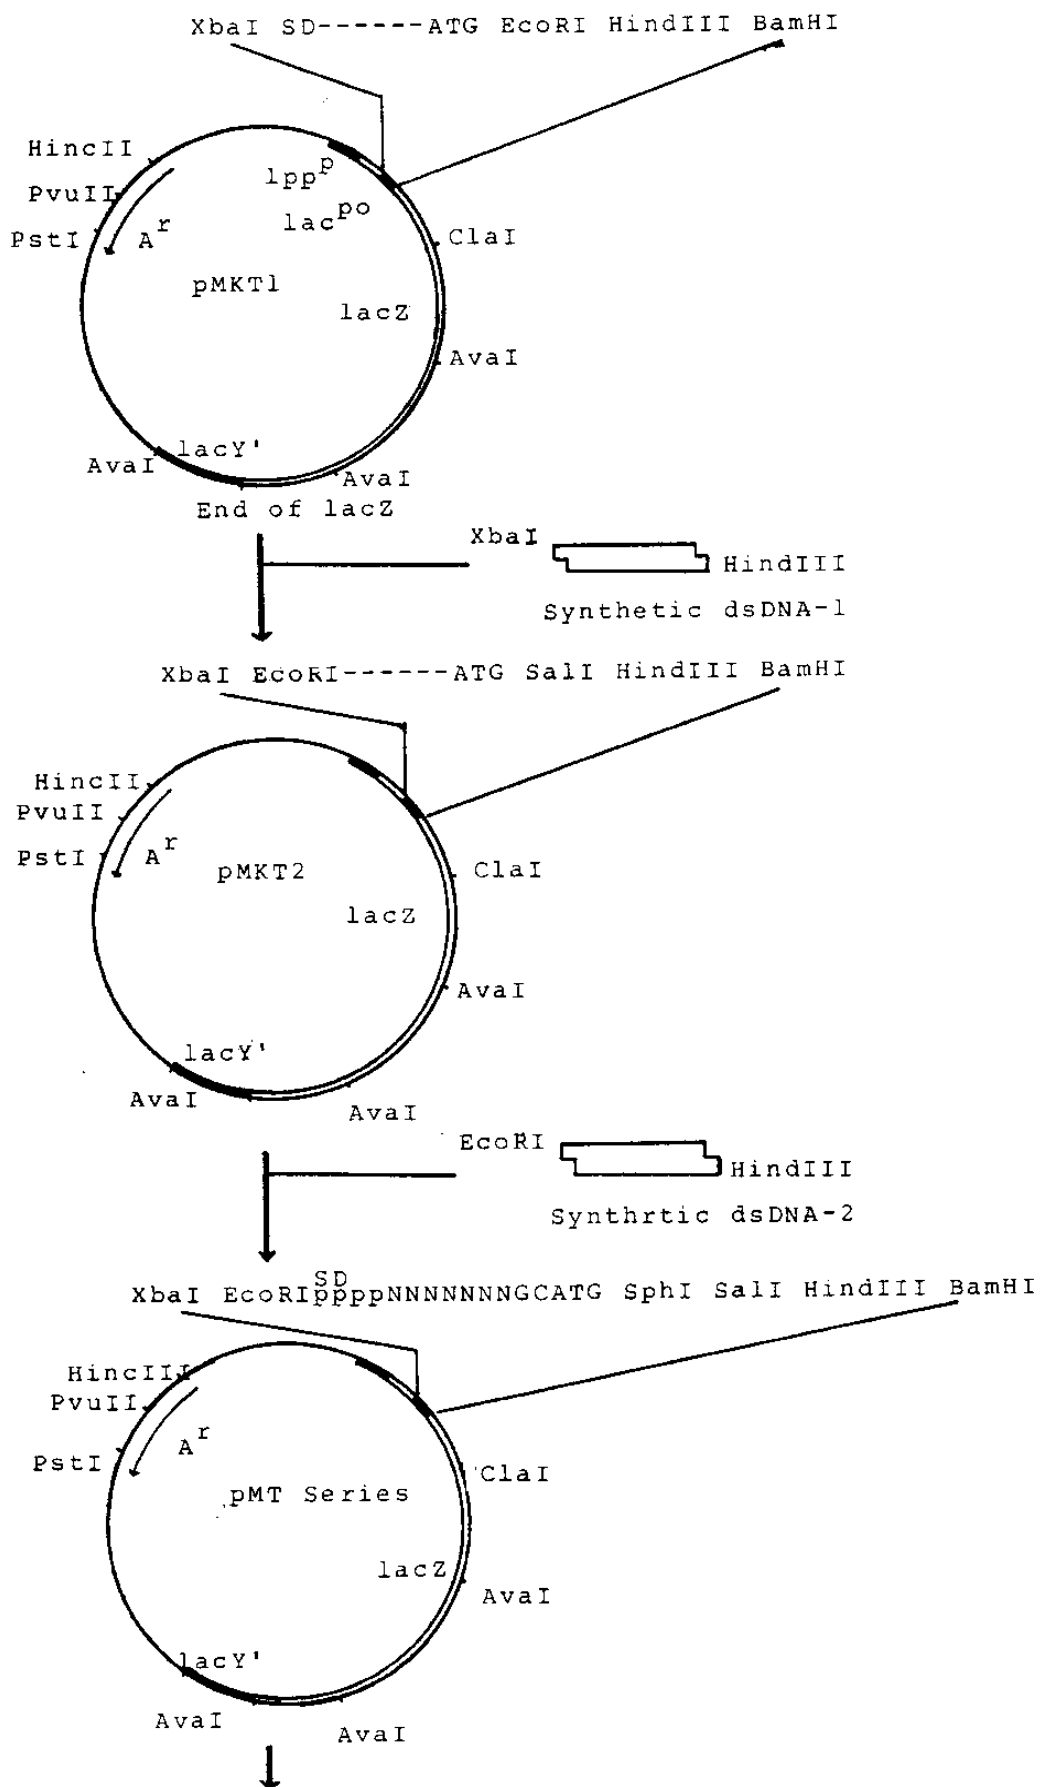 XbaI SD------ATG EcoRI HindIII BamHI
HincII
lpp^p
PvuII
lac^po
PstI
A^r
ClaI
pMKT1
lacZ
AvaI
lacY'
AvaI
AvaI
End of lacZ
XbaI
HindIII
Synthetic dsDNA-1
XbaI EcoRI------ATG SalI HindIII BamHI
HincII
PvuII
PstI
A^r
pMKT2
ClaI
lacZ
AvaI
lacY'
AvaI
AvaI
EcoRI
HindIII
Synthrtic dsDNA-2
SD
XbaI EcoRIppppNNNNNNNGCATG SphI SalI HindIII BamHI
HincIII
PvuII
A^r
PstI
ClaI
pMT Series
lacZ
AvaI
lacY'
AvaI
AvaI